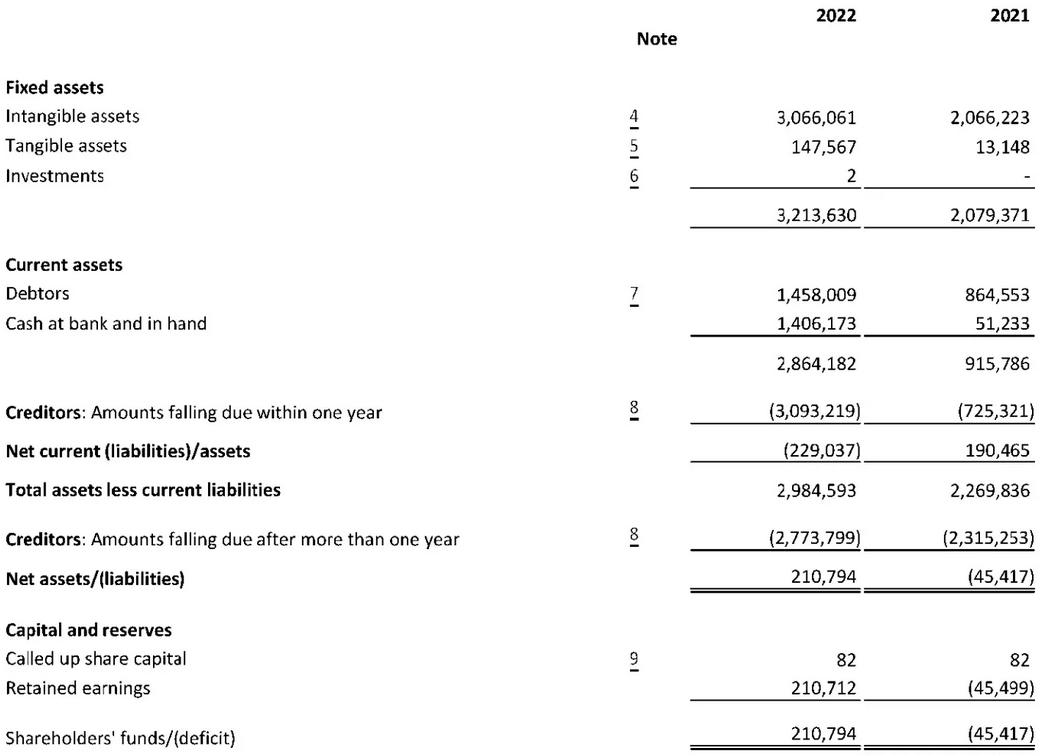 2022 2021
Note
Fixed assets
Intangible assets 4 3,066,061 2,066,223
Tangible assets 5 147,567 13,148
Investments 6 2 -
3,213,630 2,079,371
Current assets
Debtors 7 1,458,009 864,553
Cash at bank and in hand 1,406,173 51,233
2,864,182 915,786
Creditors: Amounts falling due within one year 8 (3,093,219) (725,321)
Net current (liabilities)/assets (229,037) 190,465
Total assets less current liabilities 2,984,593 2,269,836
Creditors: Amounts falling due after more than one year 8 (2,773,799) (2,315,253)
Net assets/(liabilities) 210,794 (45,417)
Capital and reserves
Called up share capital 9 82 82
Retained earnings 210,712 (45,499)
Shareholders' funds/(deficit) 210,794 (45,417)